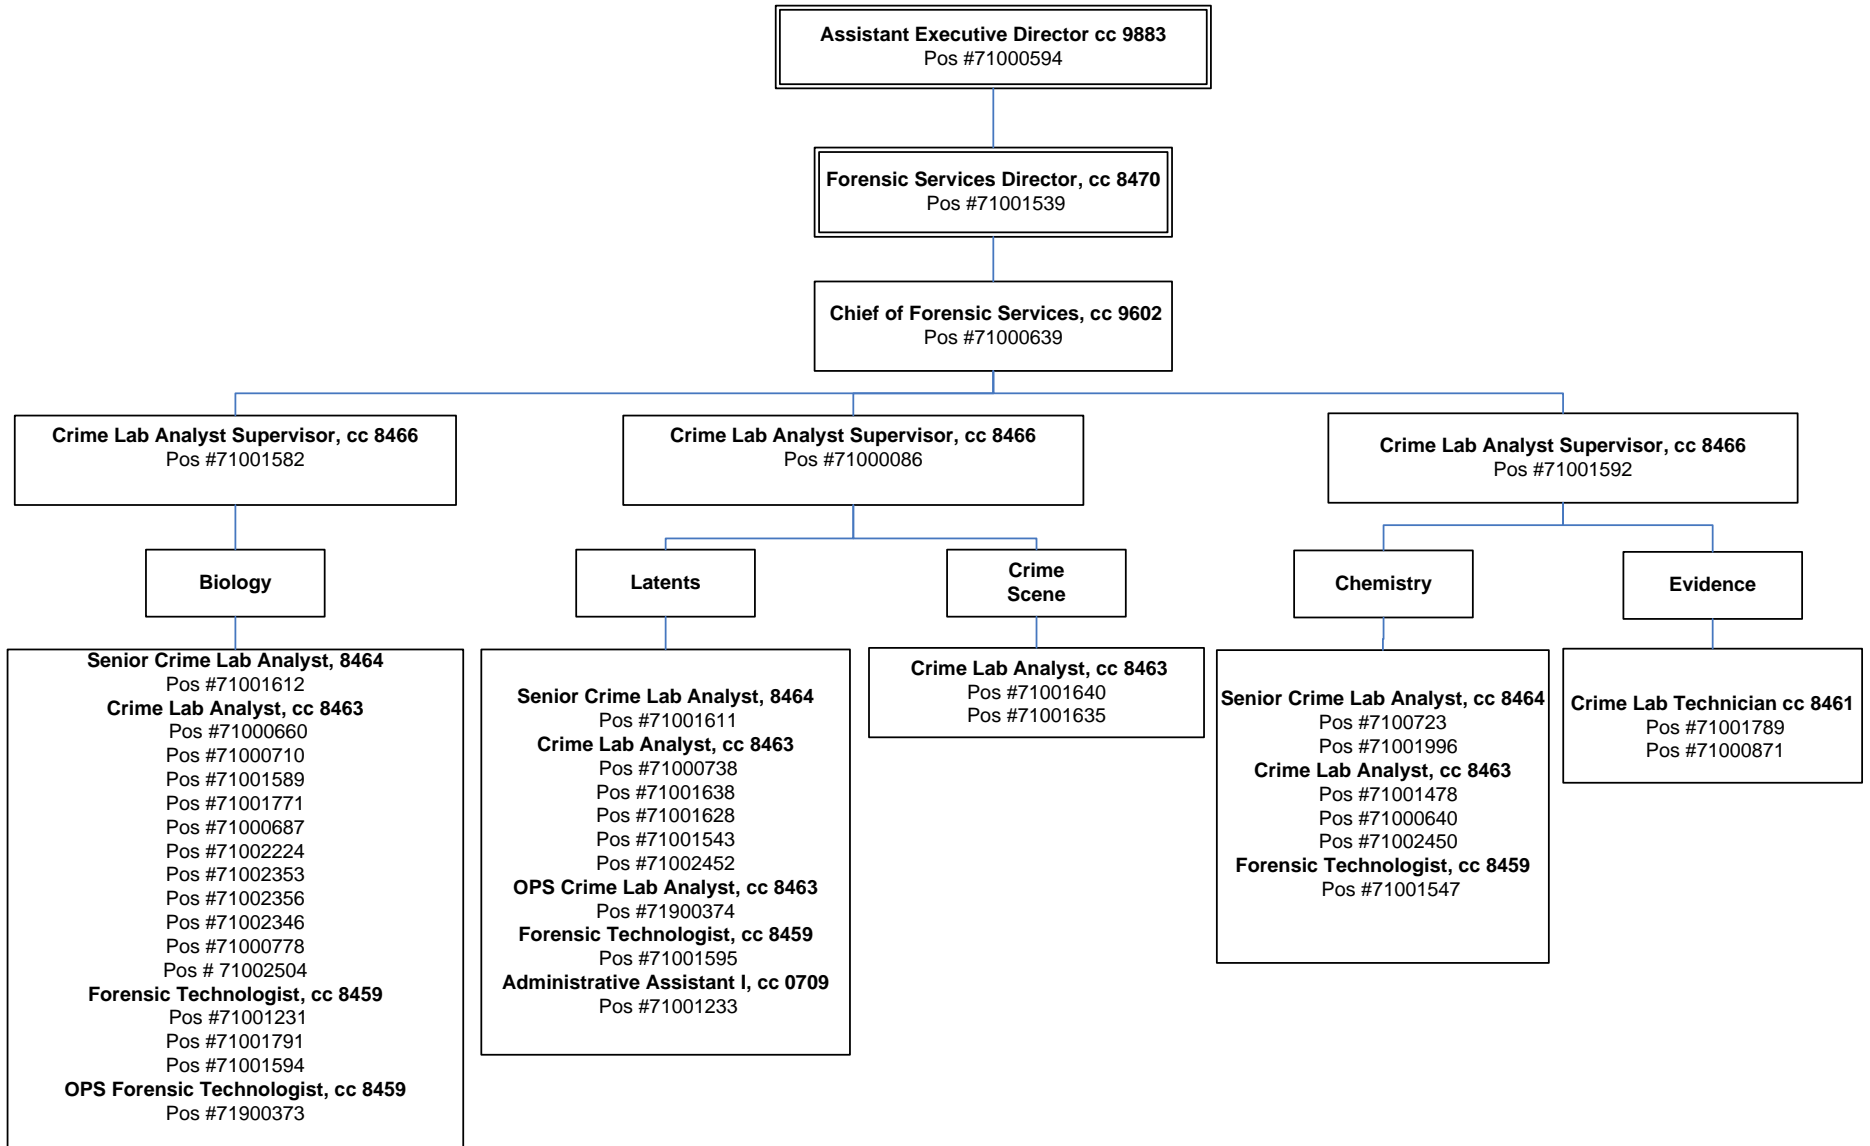 Assistant Executive Director cc 9883
Pos #71000594
Forensic Services Director, cc 8470
Pos #71001539
Chief of Forensic Services, cc 9602
Pos #71000639
Crime Lab Analyst Supervisor, cc 8466
Pos #71001582
Crime Lab Analyst Supervisor, cc 8466
Pos #71000086
Crime Lab Analyst Supervisor, cc 8466
Pos #71001592
Biology
Latents
Crime
Scene
Chemistry
Evidence
Senior Crime Lab Analyst, 8464
Pos #71001612
Crime Lab Analyst, cc 8463
Pos #71000660
Pos #71000710
Pos #71001589
Pos #71001771
Pos #71000687
Pos #71002224
Pos #71002353
Pos #71002356
Pos #71002346
Pos #71000778
Pos # 71002504
Forensic Technologist, cc 8459
Pos #71001231
Pos #71001791
Pos #71001594
OPS Forensic Technologist, cc 8459
Pos #71900373
Senior Crime Lab Analyst, 8464
Pos #71001611
Crime Lab Analyst, cc 8463
Pos #71000738
Pos #71001638
Pos #71001628
Pos #71001543
Pos #71002452
OPS Crime Lab Analyst, cc 8463
Pos #71900374
Forensic Technologist, cc 8459
Pos #71001595
Administrative Assistant I, cc 0709
Pos #71001233
Crime Lab Analyst, cc 8463
Pos #71001640
Pos #71001635
Senior Crime Lab Analyst, cc 8464
Pos #7100723
Pos #71001996
Crime Lab Analyst, cc 8463
Pos #71001478
Pos #71000640
Pos #71002450
Forensic Technologist, cc 8459
Pos #71001547
Crime Lab Technician cc 8461
Pos #71001789
Pos #71000871